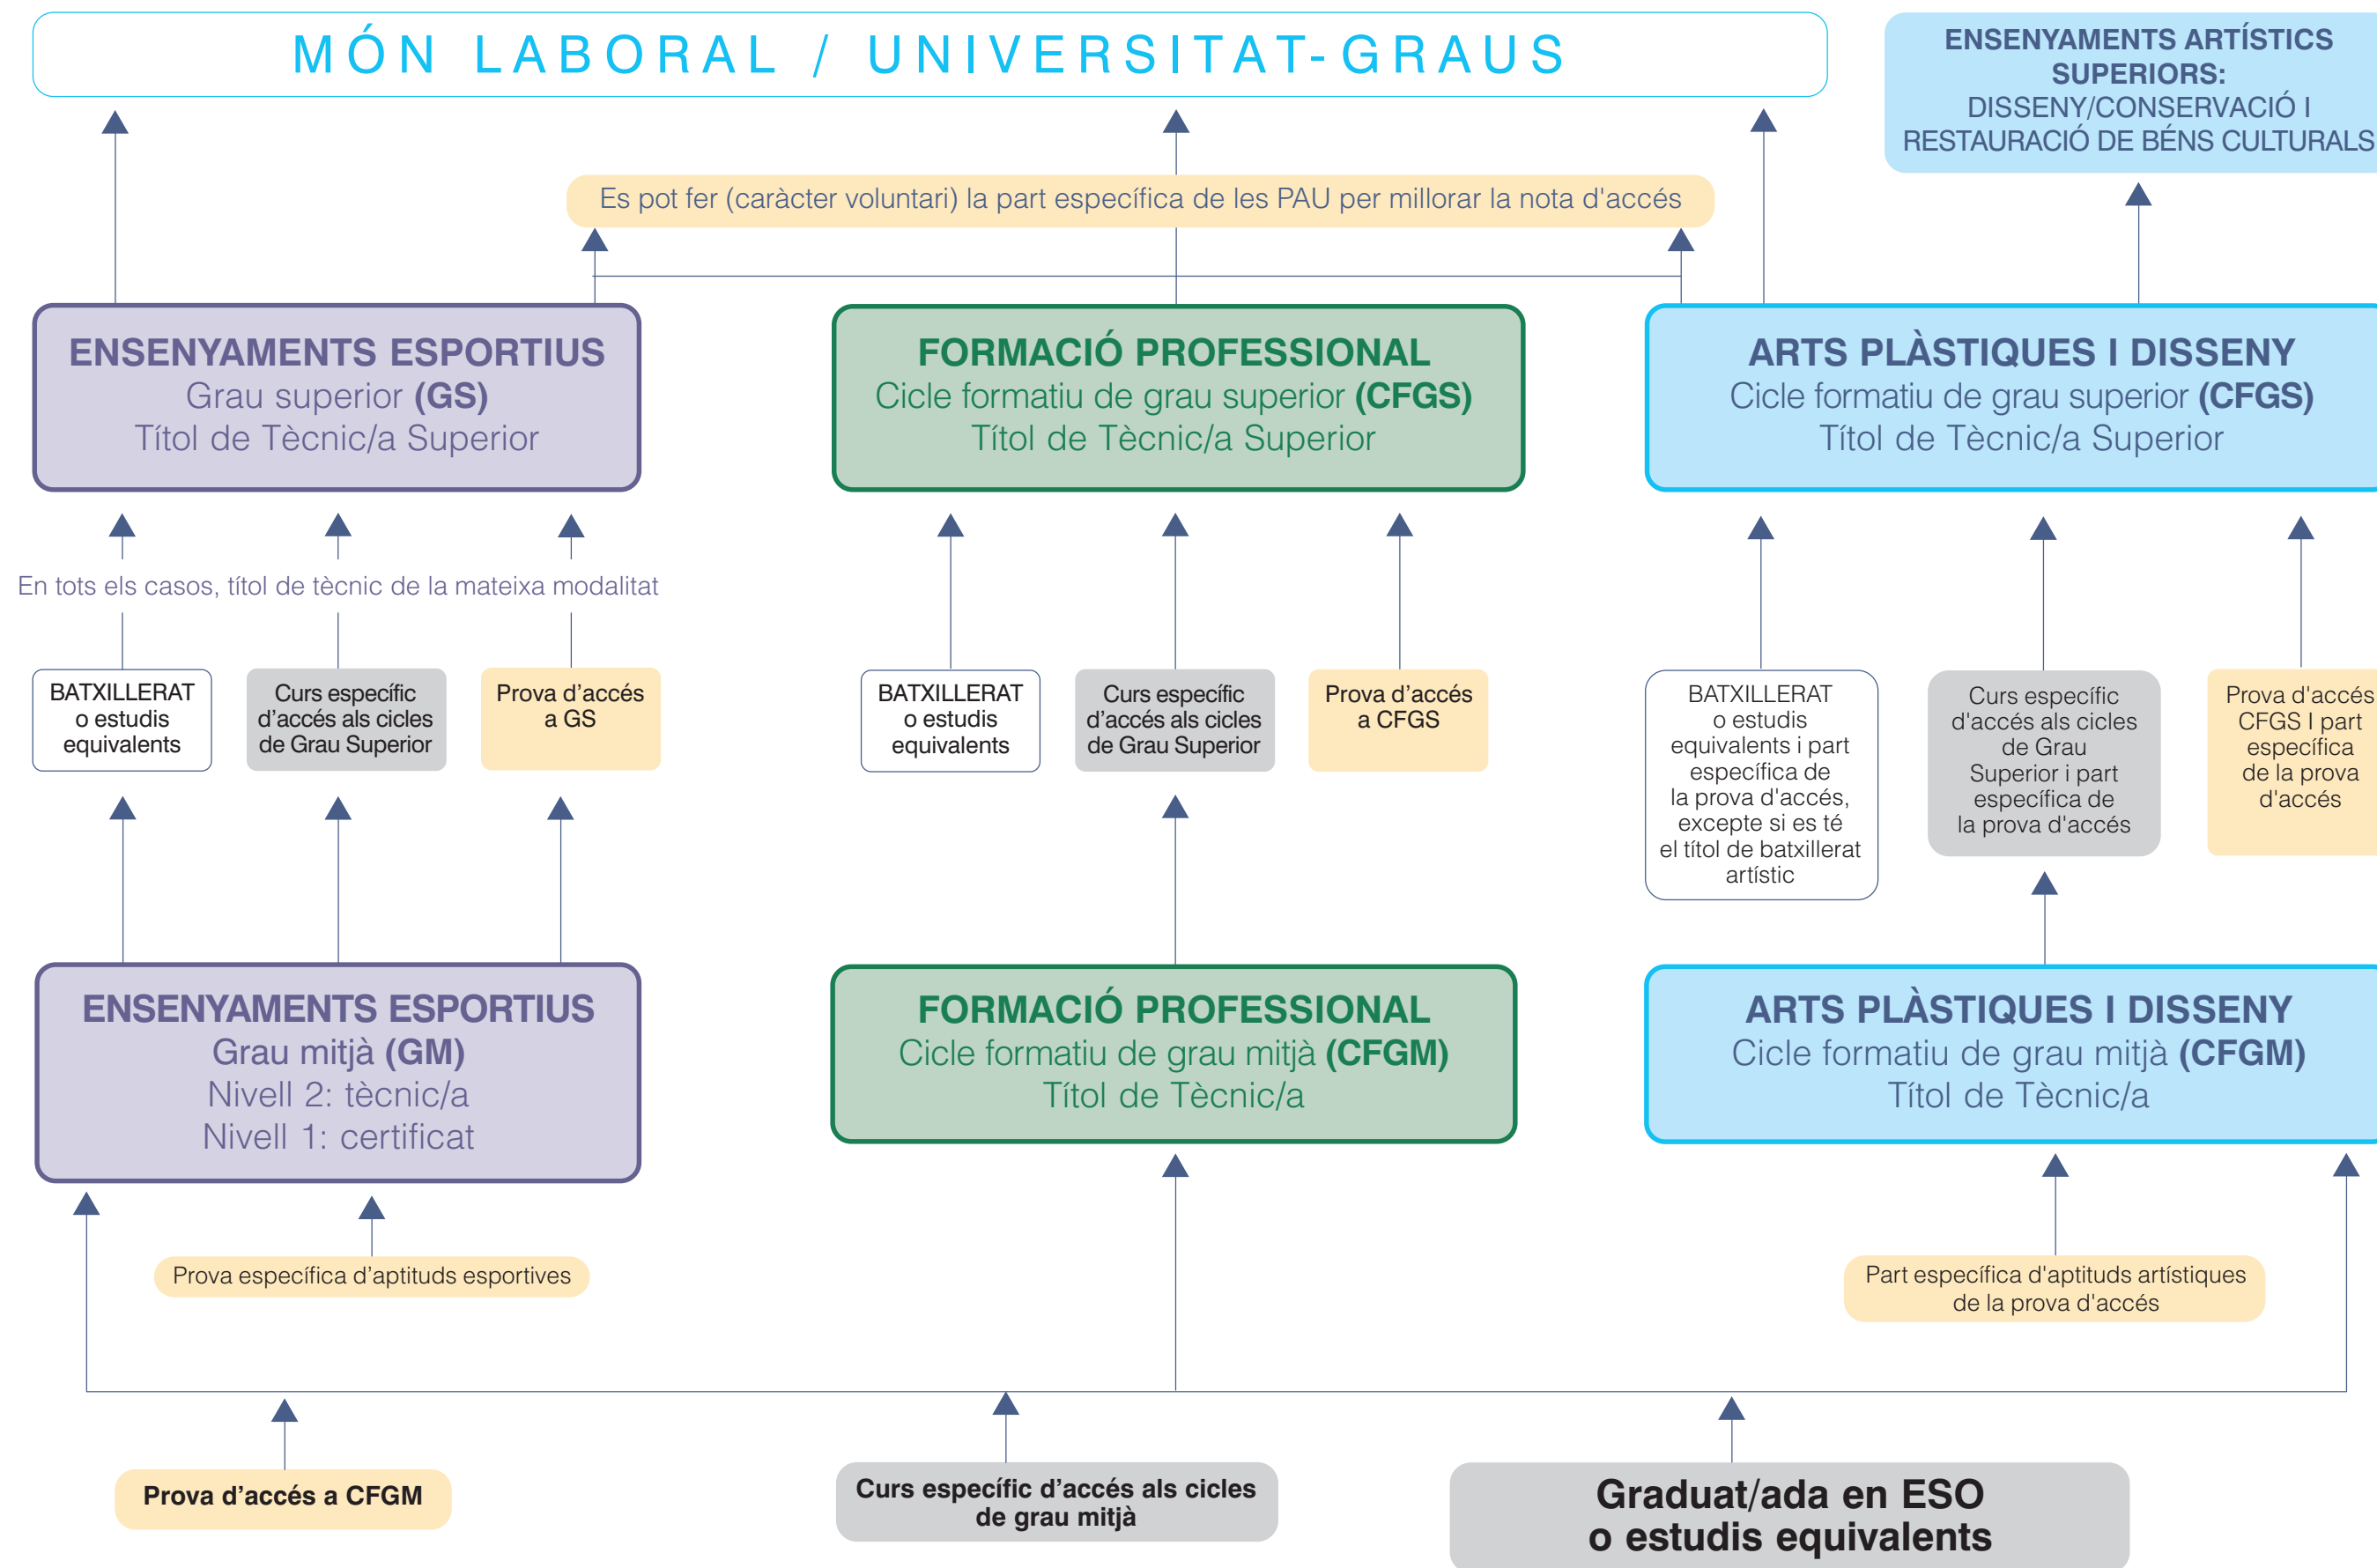 MÓN LABORAL / UNIVERSITAT-GRAUS
ENSENYAMENTS ARTÍSTICS
SUPERIORS:
DISSENY/CONSERVACIÓ I
RESTAURACIÓ DE BÉNS CULTURALS
Es pot fer (caràcter voluntari) la part específica de les PAU per millorar la nota d'accés
ENSENYAMENTS ESPORTIUS
Grau superior (GS)
Títol de Tècnic/a Superior
FORMACIÓ PROFESSIONAL
Cicle formatiu de grau superior (CFGS)
Títol de Tècnic/a Superior
ARTS PLÀSTIQUES I DISSENY
Cicle formatiu de grau superior (CFGS)
Títol de Tècnic/a Superior
En tots els casos, títol de tècnic de la mateixa modalitat
BATXILLERAT
o estudis
equivalents
Curs específic
d'accés als cicles
de Grau Superior
Prova d'accés
a GS
BATXILLERAT
o estudis
equivalents
Curs específic
d'accés als cicles
de Grau Superior
Prova d'accés
a CFGS
BATXILLERAT
o estudis
equivalents i part
específica de
la prova d'accés,
excepte si es té
el títol de batxillerat
artístic
Curs específic
d'accés als cicles
de Grau
Superior i part
específica de
la prova d'accés
Prova d'accés
CFGS I part
específica
de la prova
d'accés
ENSENYAMENTS ESPORTIUS
Grau mitjà (GM)
Nivell 2: tècnic/a
Nivell 1: certificat
FORMACIÓ PROFESSIONAL
Cicle formatiu de grau mitjà (CFGM)
Títol de Tècnic/a
ARTS PLÀSTIQUES I DISSENY
Cicle formatiu de grau mitjà (CFGM)
Títol de Tècnic/a
Prova específica d'aptituds esportives
Part específica d'aptituds artístiques
de la prova d'accés
Prova d'accés a CFGM
Curs específic d'accés als cicles
de grau mitjà
Graduat/ada en ESO
o estudis equivalents